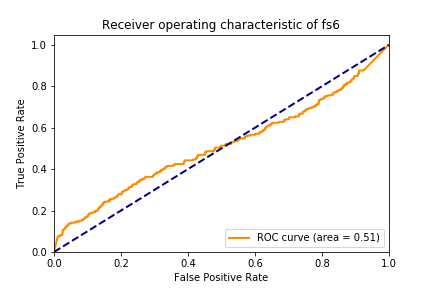 Receiver operating characteristic of fs6
True Positive Rate
1.0
0.8
0.6
0.4
0.2
0.0
ROC curve (area = 0.51)
0.0 0.2 0.4 0.6 0.8 1.0
False Positive Rate